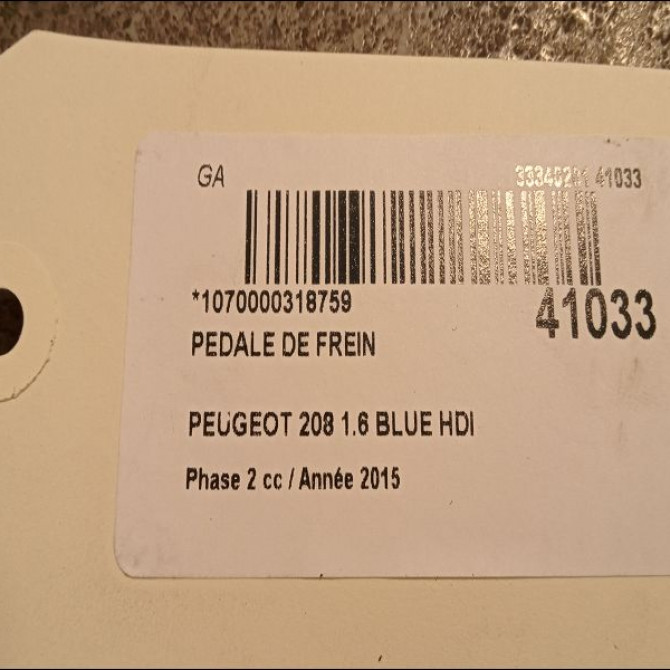 GA
41033
*1070000318759
41033
PEDALE DE FREIN
PEUGEOT 208 1.6 BLUE HDI
Phase 2 cc / Année 2015